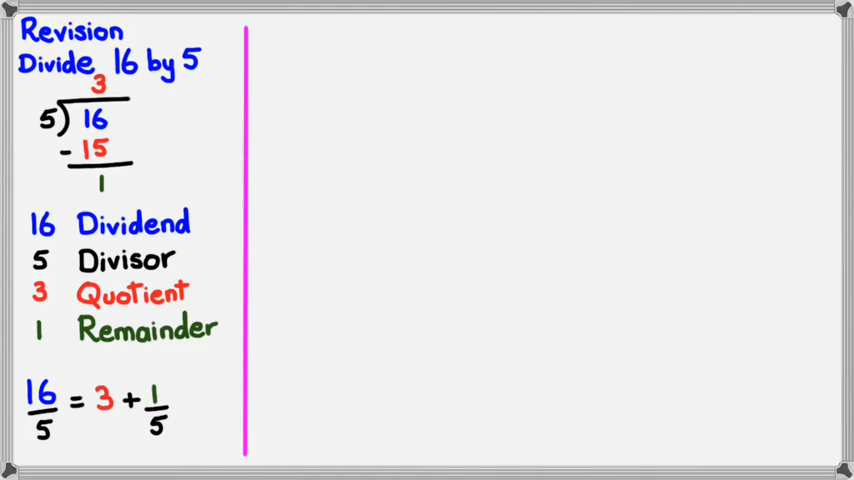 Revision
Divide 16 by 5
3
5) 16
- 15
1
16 Dividend
5 Divisor
3 Quotient
1 Remainder
16/5 = 3 + 1/5